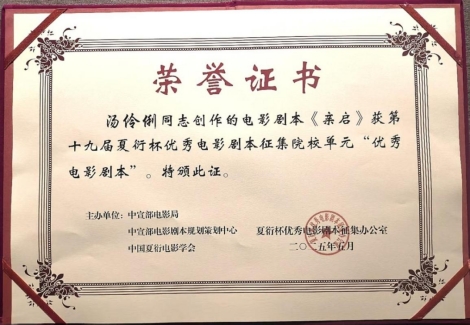 荣誉证书
汤伶俐同志创作的电影剧本《亲启》获第
十九届夏衍杯优秀电影剧本征集院校单元“优秀
电影剧本”。特颁此证。
主办单位：中宣部电影局
中宣部电影剧本规划策划中心
中国夏衍电影学会
夏衍杯优秀电影剧本征集办公室
二〇二五年五月